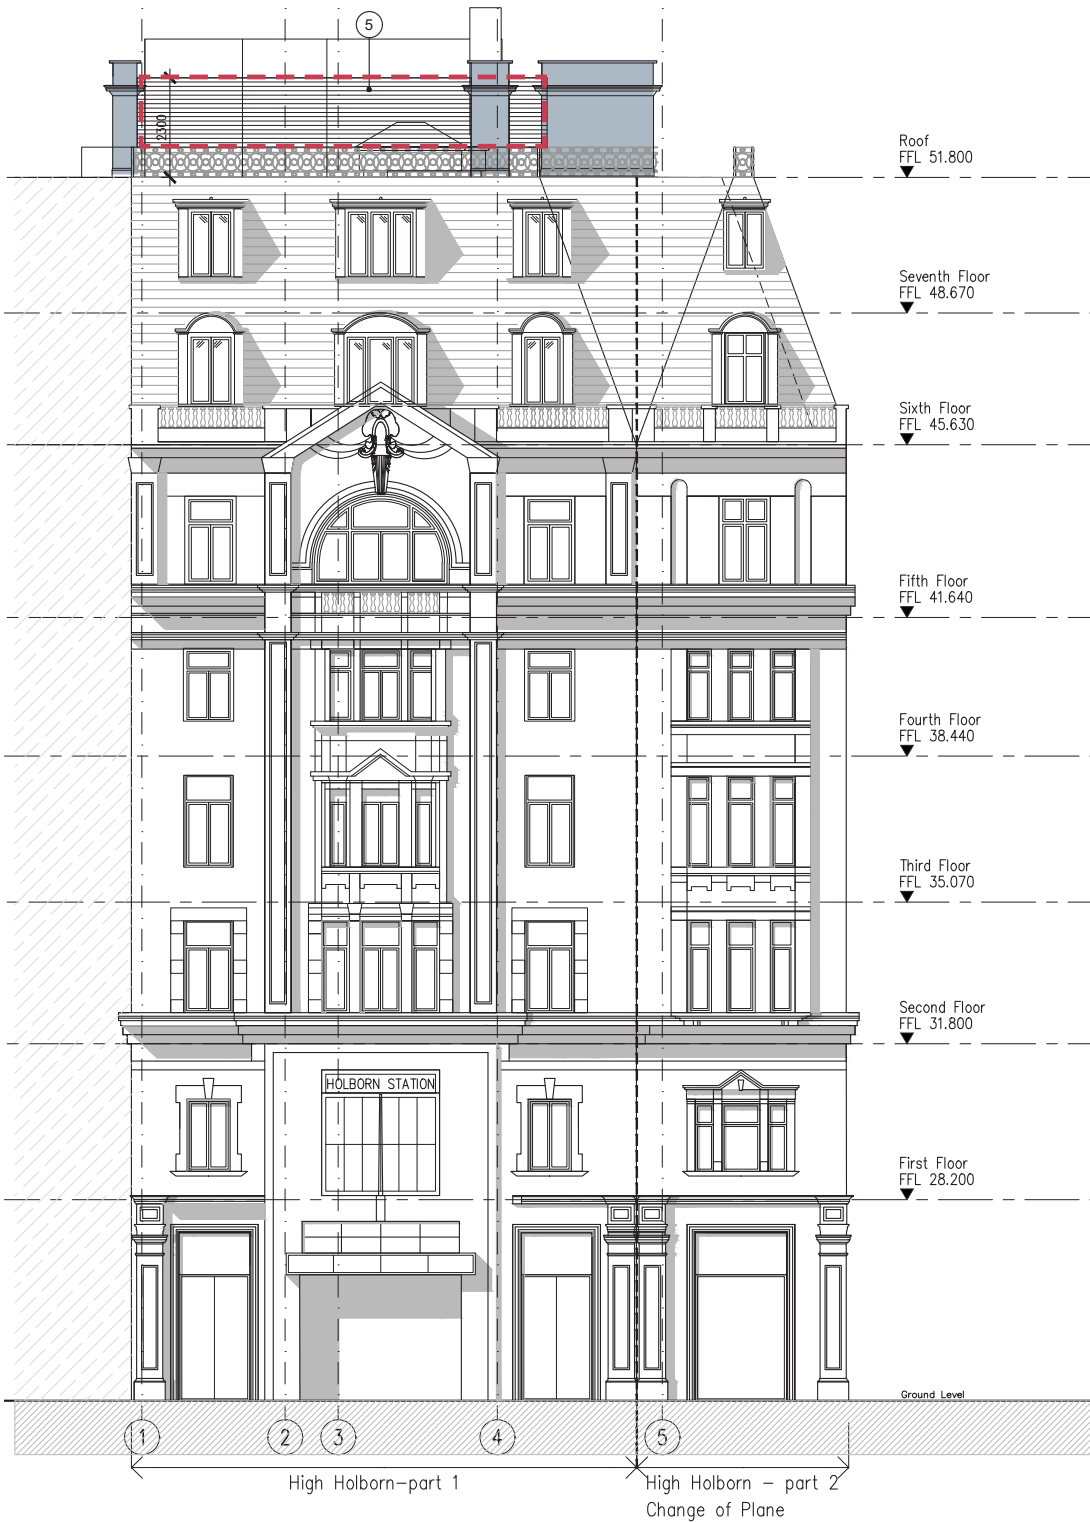 5
2300
Roof
FFL 51.800
Seventh Floor
FFL 48.670
Sixth Floor
FFL 45.630
Fifth Floor
FFL 41.640
Fourth Floor
FFL 38.440
Third Floor
FFL 35.070
Second Floor
FFL 31.800
HOLBORN STATION
First Floor
FFL 28.200
Ground Level
1 2 3 4 5
High Holborn-part 1
High Holborn - part 2
Change of Plane